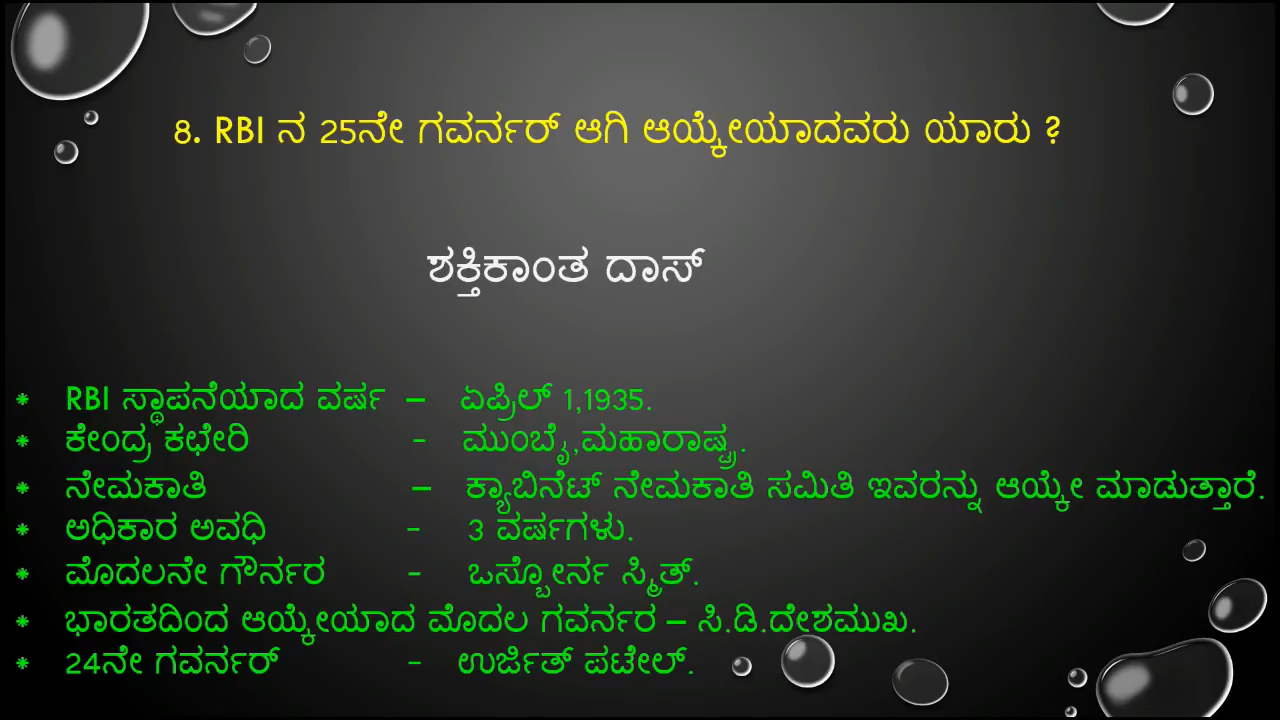 8. RBI ನ 25ನೇ ಗವರ್ನರ್ ಆಗಿ ಆಯ್ಕೇಯಾದವರು ಯಾರು ?
ಶಕ್ತಿಕಾಂತ ದಾಸ್
* RBI ಸ್ಥಾಪನೆಯಾದ ವರ್ಷ – ಏಪ್ರಿಲ್ 1,1935.
* ಕೇಂದ್ರ ಕಛೇರಿ - ಮುಂಬೈ,ಮಹಾರಾಷ್ಟ್ರ.
* ನೇಮಕಾತಿ – ಕ್ಯಾಬಿನೆಟ್ ನೇಮಕಾತಿ ಸಮಿತಿ ಇವರನ್ನು ಆಯ್ಕೇ ಮಾಡುತ್ತಾರೆ.
* ಅಧಿಕಾರ ಅವಧಿ - 3 ವರ್ಷಗಳು.
* ಮೊದಲನೇ ಗೌರ್ನರ - ಒಸ್ಬೋರ್ನ ಸ್ಮಿತ್.
* ಭಾರತದಿಂದ ಆಯ್ಕೇಯಾದ ಮೊದಲ ಗವರ್ನರ – ಸಿ.ಡಿ.ದೇಶಮುಖ.
* 24ನೇ ಗವರ್ನರ್ - ಉರ್ಜಿತ್ ಪಟೇಲ್.